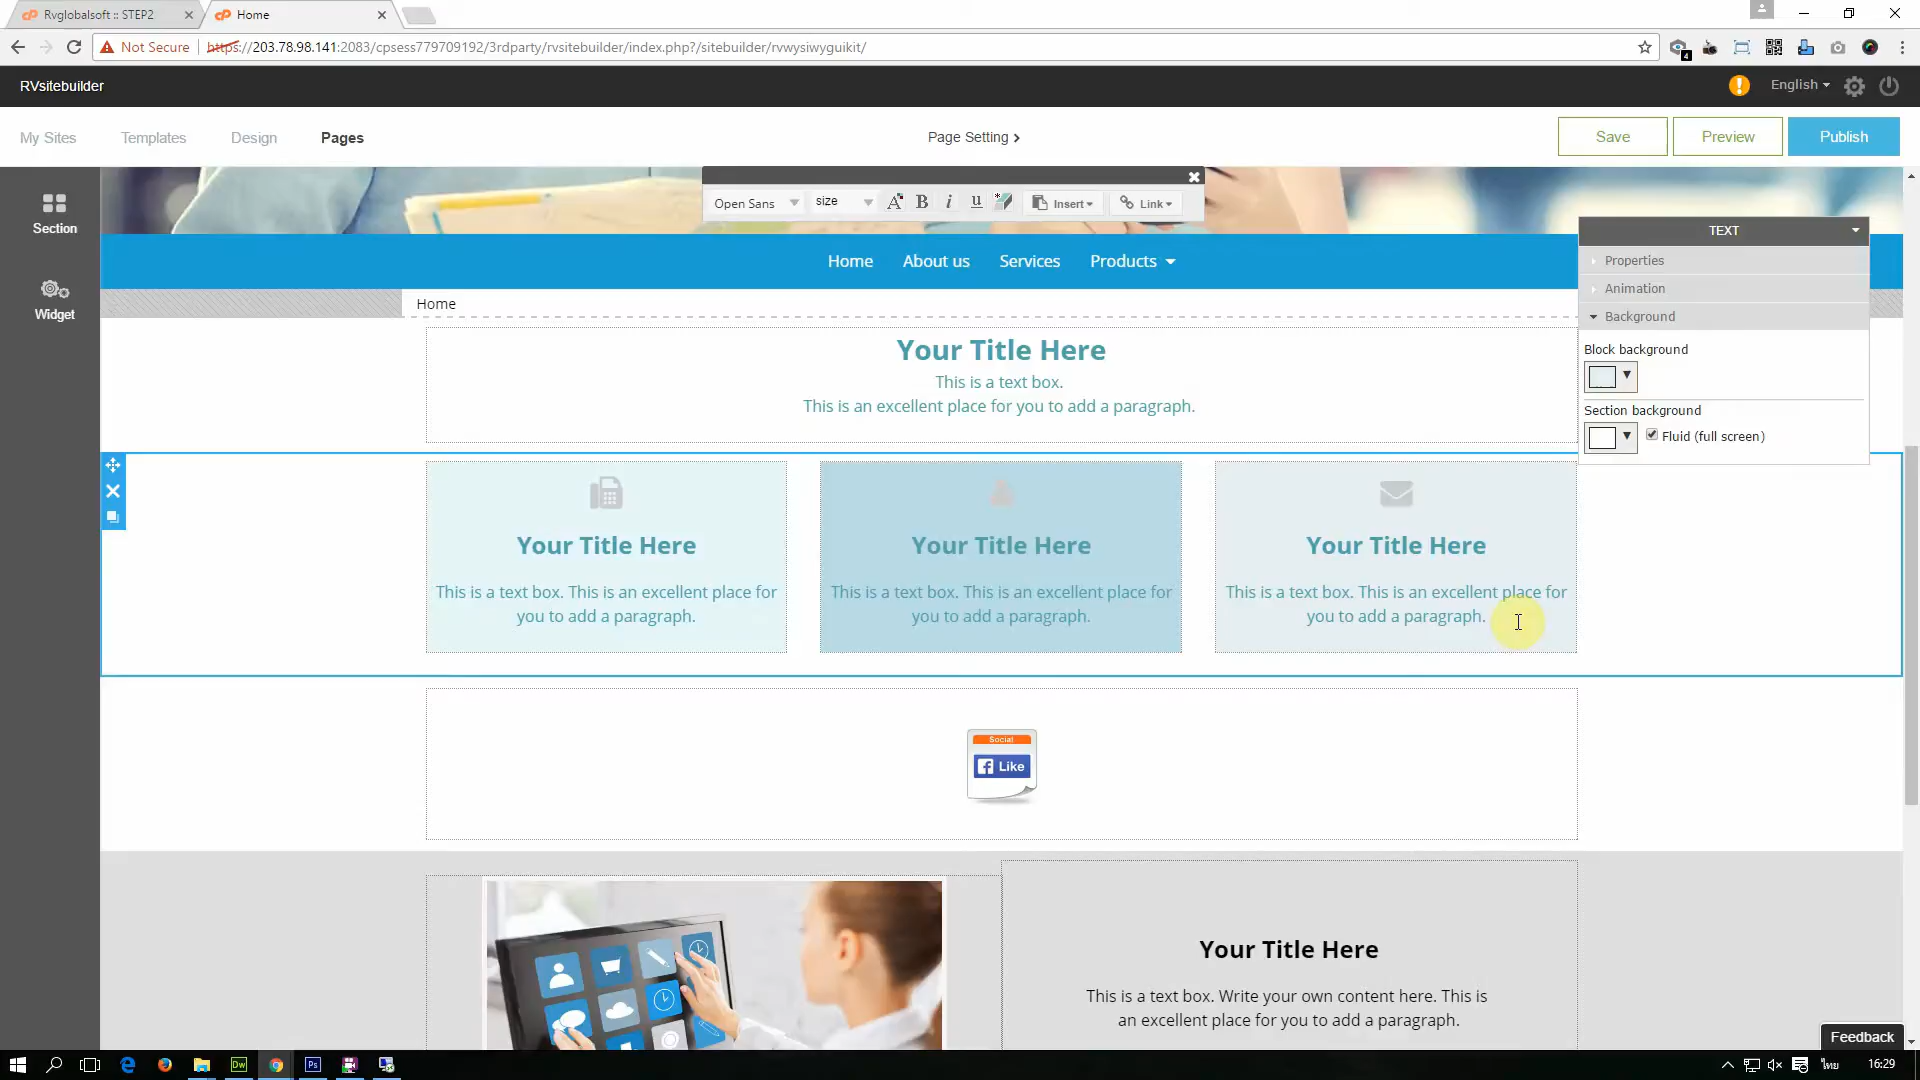 Rvglobalsoft :: STEP2
Home
Not Secure
https://203.78.98.141:2083/cpsess779709192/3rdparty/rvsitebuilder/index.php?/sitebuilder/rvwysiwyguikit/
4
RVsitebuilder
English
My Sites
Templates
Design
Pages
Page Setting
Save
Preview
Publish
Section
Widget
Open Sans
size
A
B
i
u
Insert
Link
Home
About us
Services
Products
Home
TEXT
Properties
Animation
Background
Block background
Section background
Fluid (full screen)
Your Title Here
This is a text box.
This is an excellent place for you to add a paragraph.
Your Title Here
This is a text box. This is an excellent place for
you to add a paragraph.
Your Title Here
This is a text box. This is an excellent place for
you to add a paragraph.
Your Title Here
This is a text box. This is an excellent place for
you to add a paragraph.
Social
Like
Your Title Here
This is a text box. Write your own content here. This is
an excellent place for you to add a paragraph.
Feedback
Dw
Ps
ไทย
16:29